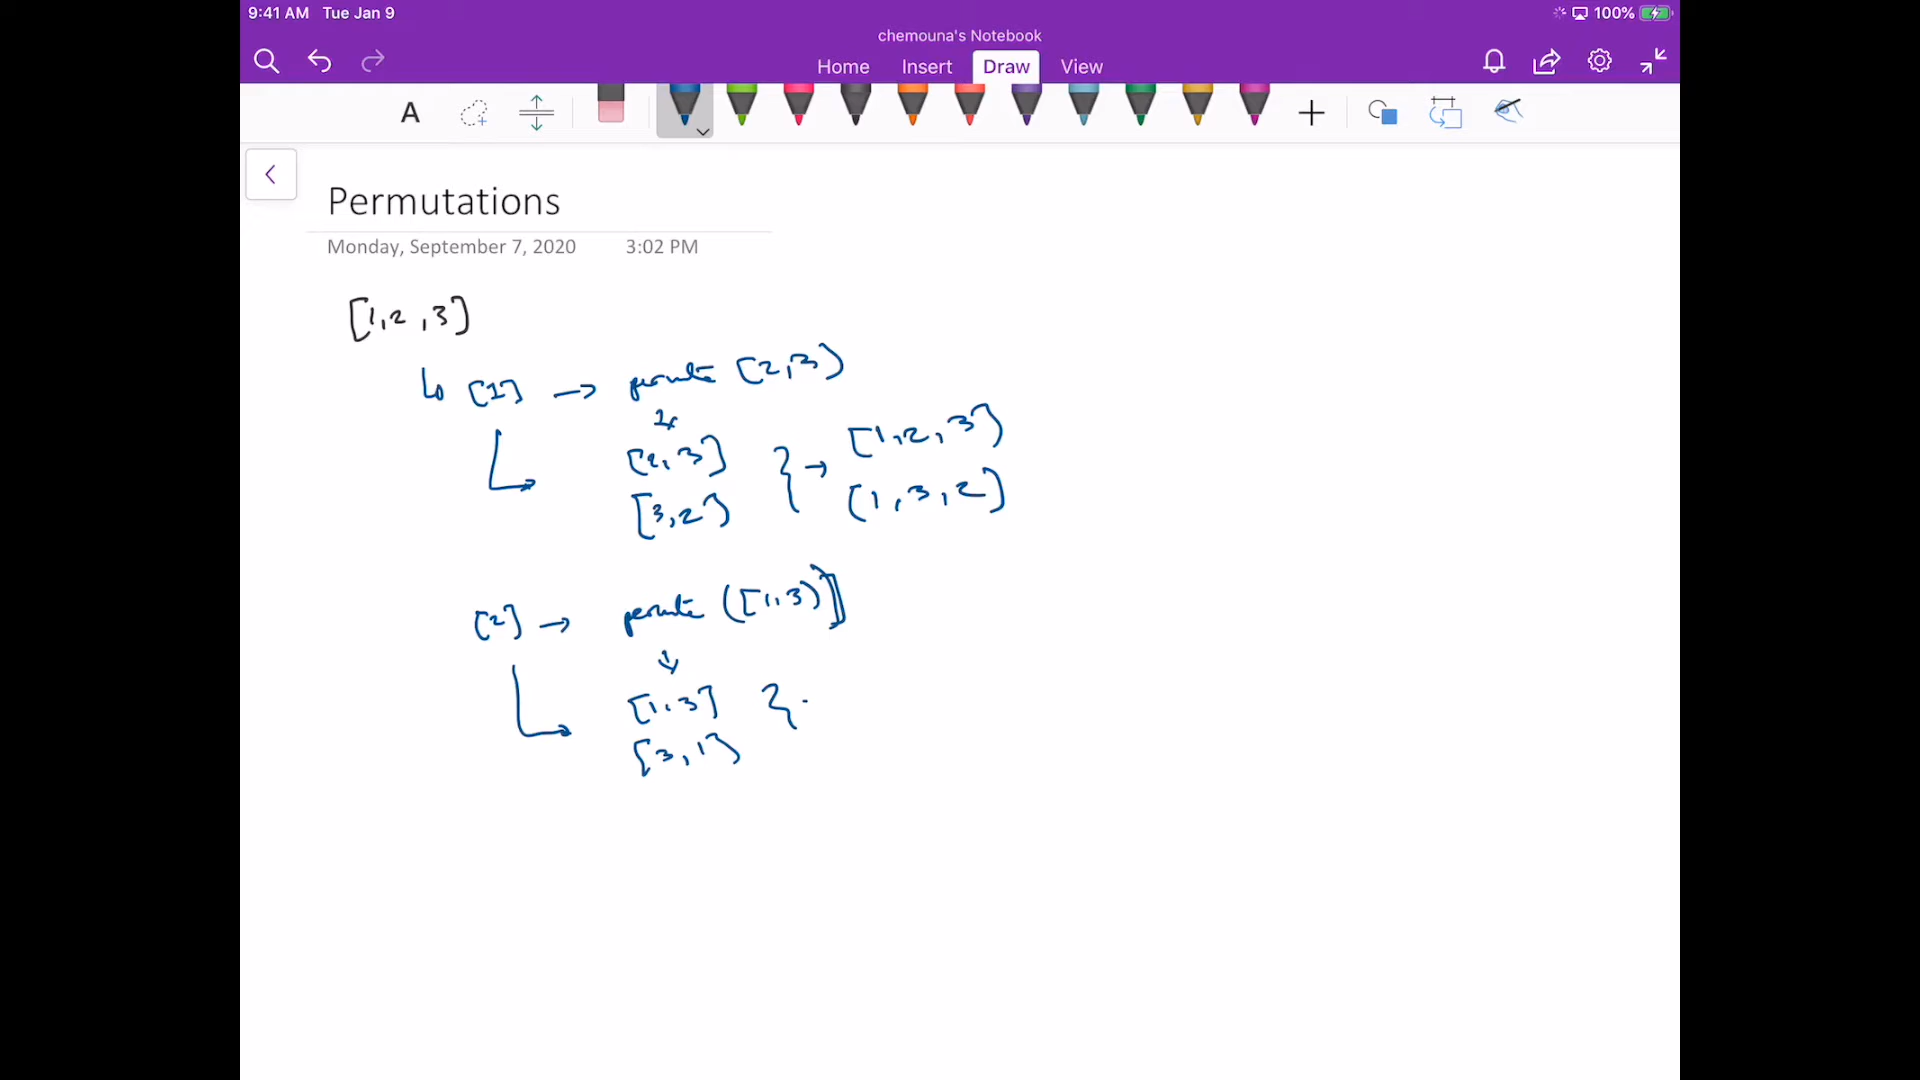 9:41 AM Tue Jan 9 100%
chemouna's Notebook
Home Insert Draw View
A
Permutations
Monday, September 7, 2020 3:02 PM
[1,2,3]
[1] → permute [2,3]
[2,3] } → [1,2,3]
[3,2] [1,3,2]
[2] → permute ([1,3)]
[1,3] }
[3,1]